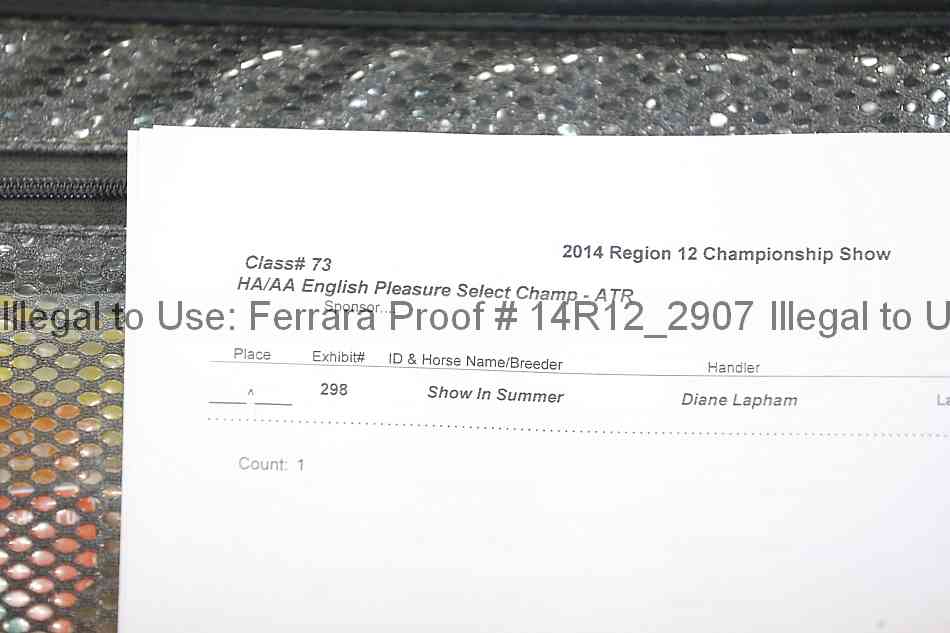 2014 Region 12 Championship Show
Class# 73
HA/AA English Pleasure Select Champ - ATR
Sponsor...
Illegal to Use: Ferrara Proof # 14R12_2907 Illegal to U
Place Exhibit# ID & Horse Name/Breeder Handler
^ 298 Show In Summer Diane Lapham La
Count: 1